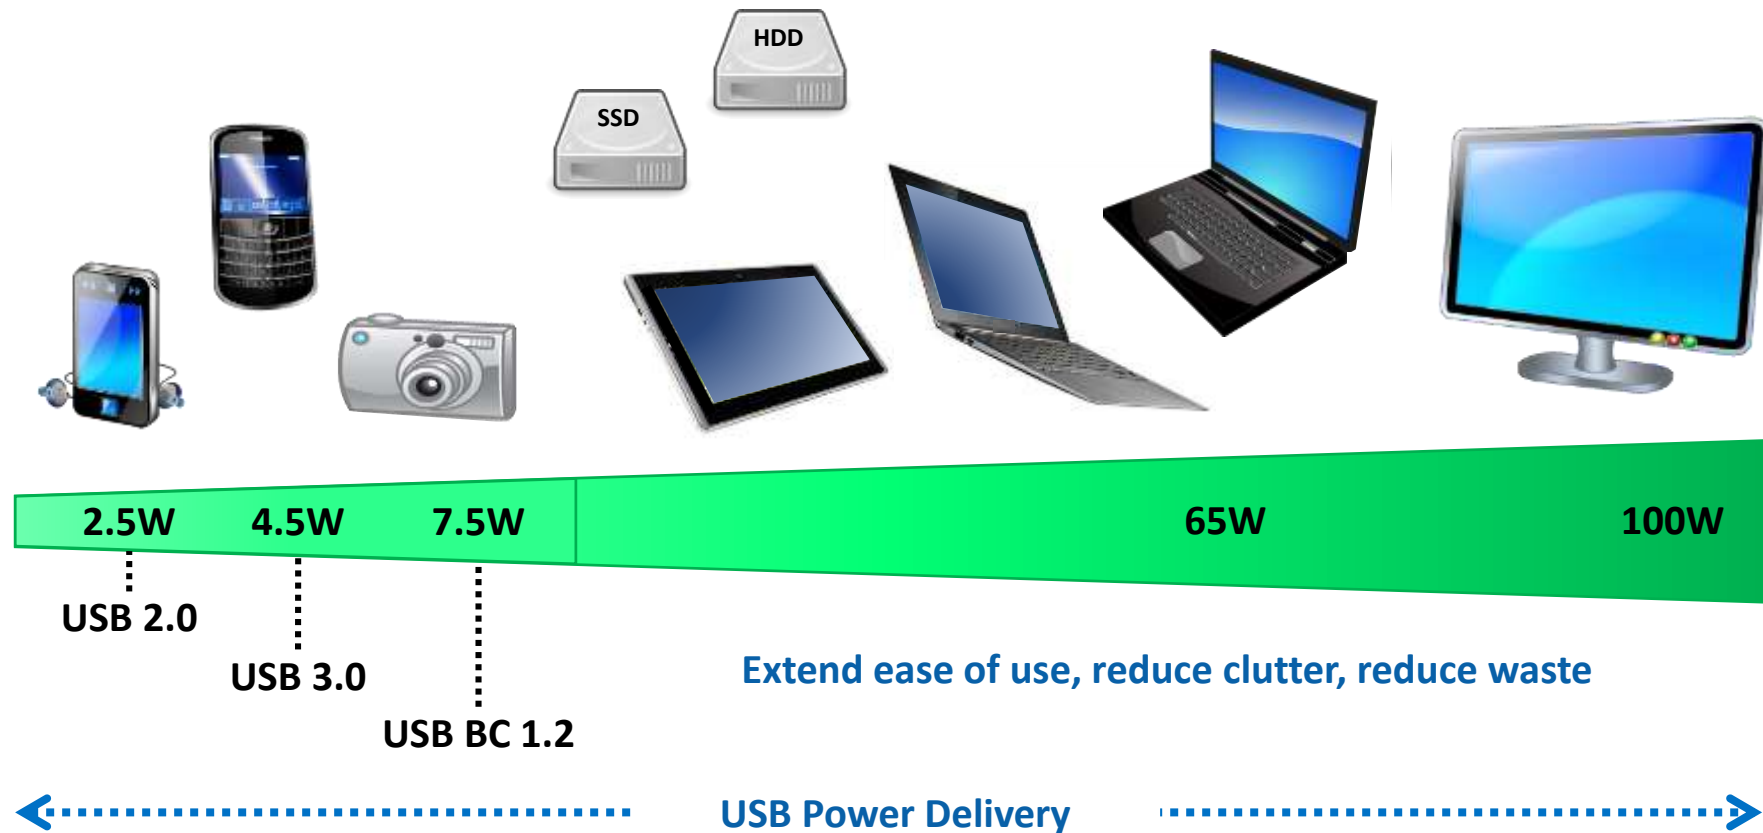 HDD
SSD
2.5W 4.5W 7.5W 65W 100W
USB 2.0
USB 3.0
Extend ease of use, reduce clutter, reduce waste
USB BC 1.2
USB Power Delivery